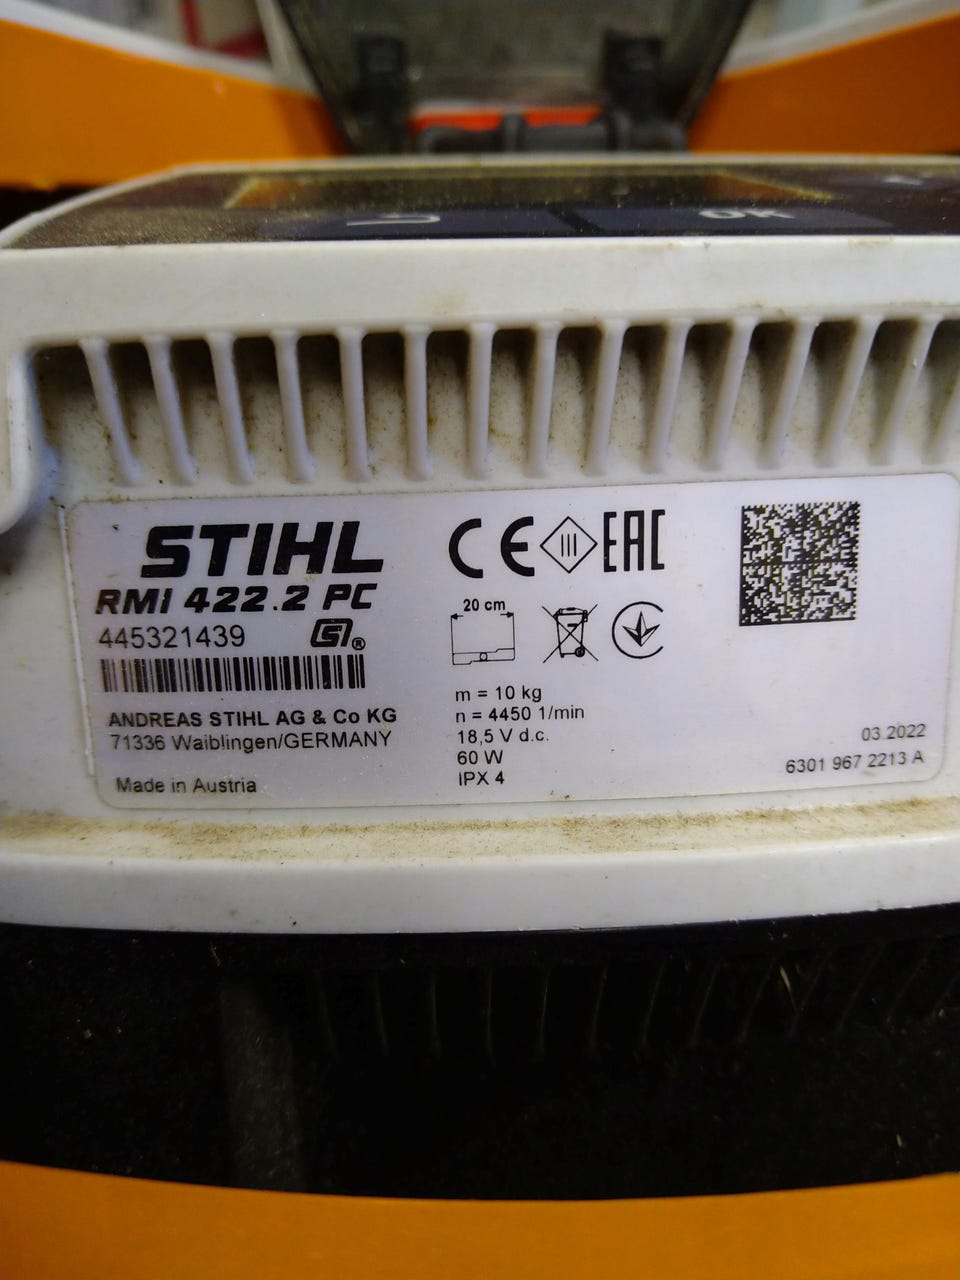 OK
STIHL
RMI 422.2 PC
445321439
®
ANDREAS STIHL AG & Co KG
71336 Waiblingen/GERMANY
Made in Austria
CE III EAC
20 cm
m = 10 kg
n = 4450 1/min
18,5 V d.c.
60 W
IPX 4
03.2022
6301 967 2213 A